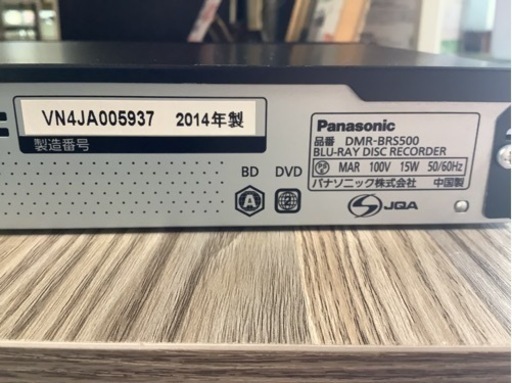 VN4JA005937 2014年製
製造番号
BD DVD
A 2
Panasonic
品番 DMR-BRS500
BLU-RAY DISC RECORDER
MAR 100V 15W 50/60Hz
パナソニック株式会社 中国製
S JQA